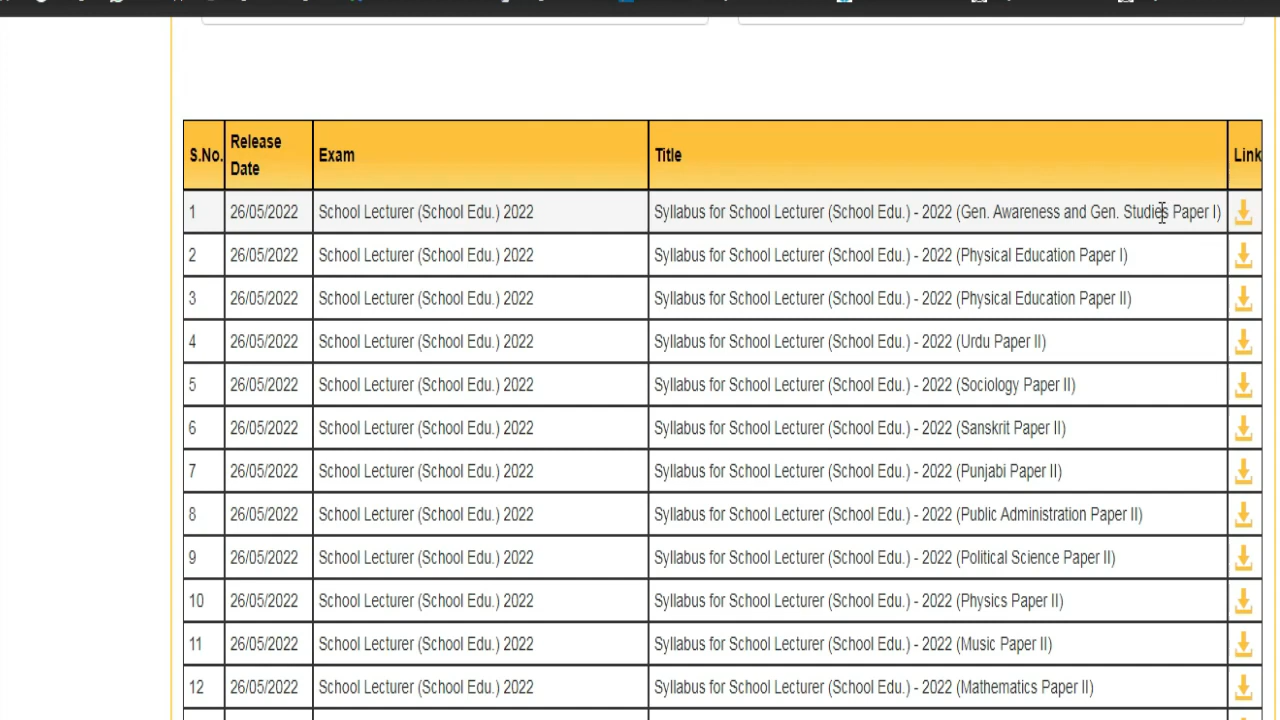 S.No. Release Date Exam Title Link
1 26/05/2022 School Lecturer (School Edu.) 2022 Syllabus for School Lecturer (School Edu.) - 2022 (Gen. Awareness and Gen. Studies Paper I)
2 26/05/2022 School Lecturer (School Edu.) 2022 Syllabus for School Lecturer (School Edu.) - 2022 (Physical Education Paper I)
3 26/05/2022 School Lecturer (School Edu.) 2022 Syllabus for School Lecturer (School Edu.) - 2022 (Physical Education Paper II)
4 26/05/2022 School Lecturer (School Edu.) 2022 Syllabus for School Lecturer (School Edu.) - 2022 (Urdu Paper II)
5 26/05/2022 School Lecturer (School Edu.) 2022 Syllabus for School Lecturer (School Edu.) - 2022 (Sociology Paper II)
6 26/05/2022 School Lecturer (School Edu.) 2022 Syllabus for School Lecturer (School Edu.) - 2022 (Sanskrit Paper II)
7 26/05/2022 School Lecturer (School Edu.) 2022 Syllabus for School Lecturer (School Edu.) - 2022 (Punjabi Paper II)
8 26/05/2022 School Lecturer (School Edu.) 2022 Syllabus for School Lecturer (School Edu.) - 2022 (Public Administration Paper II)
9 26/05/2022 School Lecturer (School Edu.) 2022 Syllabus for School Lecturer (School Edu.) - 2022 (Political Science Paper II)
10 26/05/2022 School Lecturer (School Edu.) 2022 Syllabus for School Lecturer (School Edu.) - 2022 (Physics Paper II)
11 26/05/2022 School Lecturer (School Edu.) 2022 Syllabus for School Lecturer (School Edu.) - 2022 (Music Paper II)
12 26/05/2022 School Lecturer (School Edu.) 2022 Syllabus for School Lecturer (School Edu.) - 2022 (Mathematics Paper II)